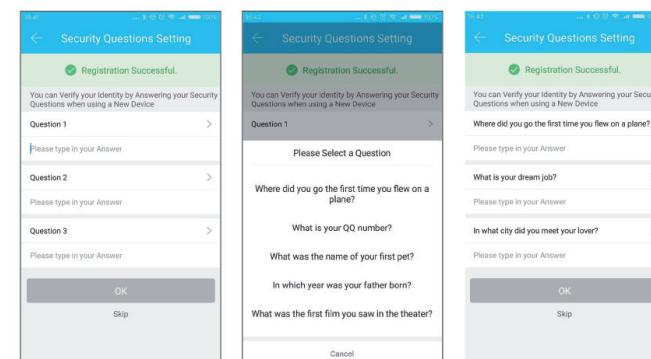 16:41 ... 100%
Security Questions Setting
Registration Successful.
You can Verify your Identity by Answering your Security
Questions when using a New Device
Question 1
Please type in your Answer
Question 2
Please type in your Answer
Question 3
Please type in your Answer
OK
Skip
16:42 ... 100%
Security Questions Setting
Registration Successful.
You can Verify your Identity by Answering your Security
Questions when using a New Device
Question 1
Please Select a Question
Where did you go the first time you flew on a
plane?
What is your QQ number?
What was the name of your first pet?
In which year was your father born?
What was the first film you saw in the theater?
Cancel
16:43
Security Questions Setting
Registration Successful.
You can Verify your Identity by Answering your Secu
Questions when using a New Device
Where did you go the first time you flew on a plane?
Please type in your Answer
What is your dream job?
Please type in your Answer
In what city did you meet your lover?
Please type in your Answer
OK
Skip